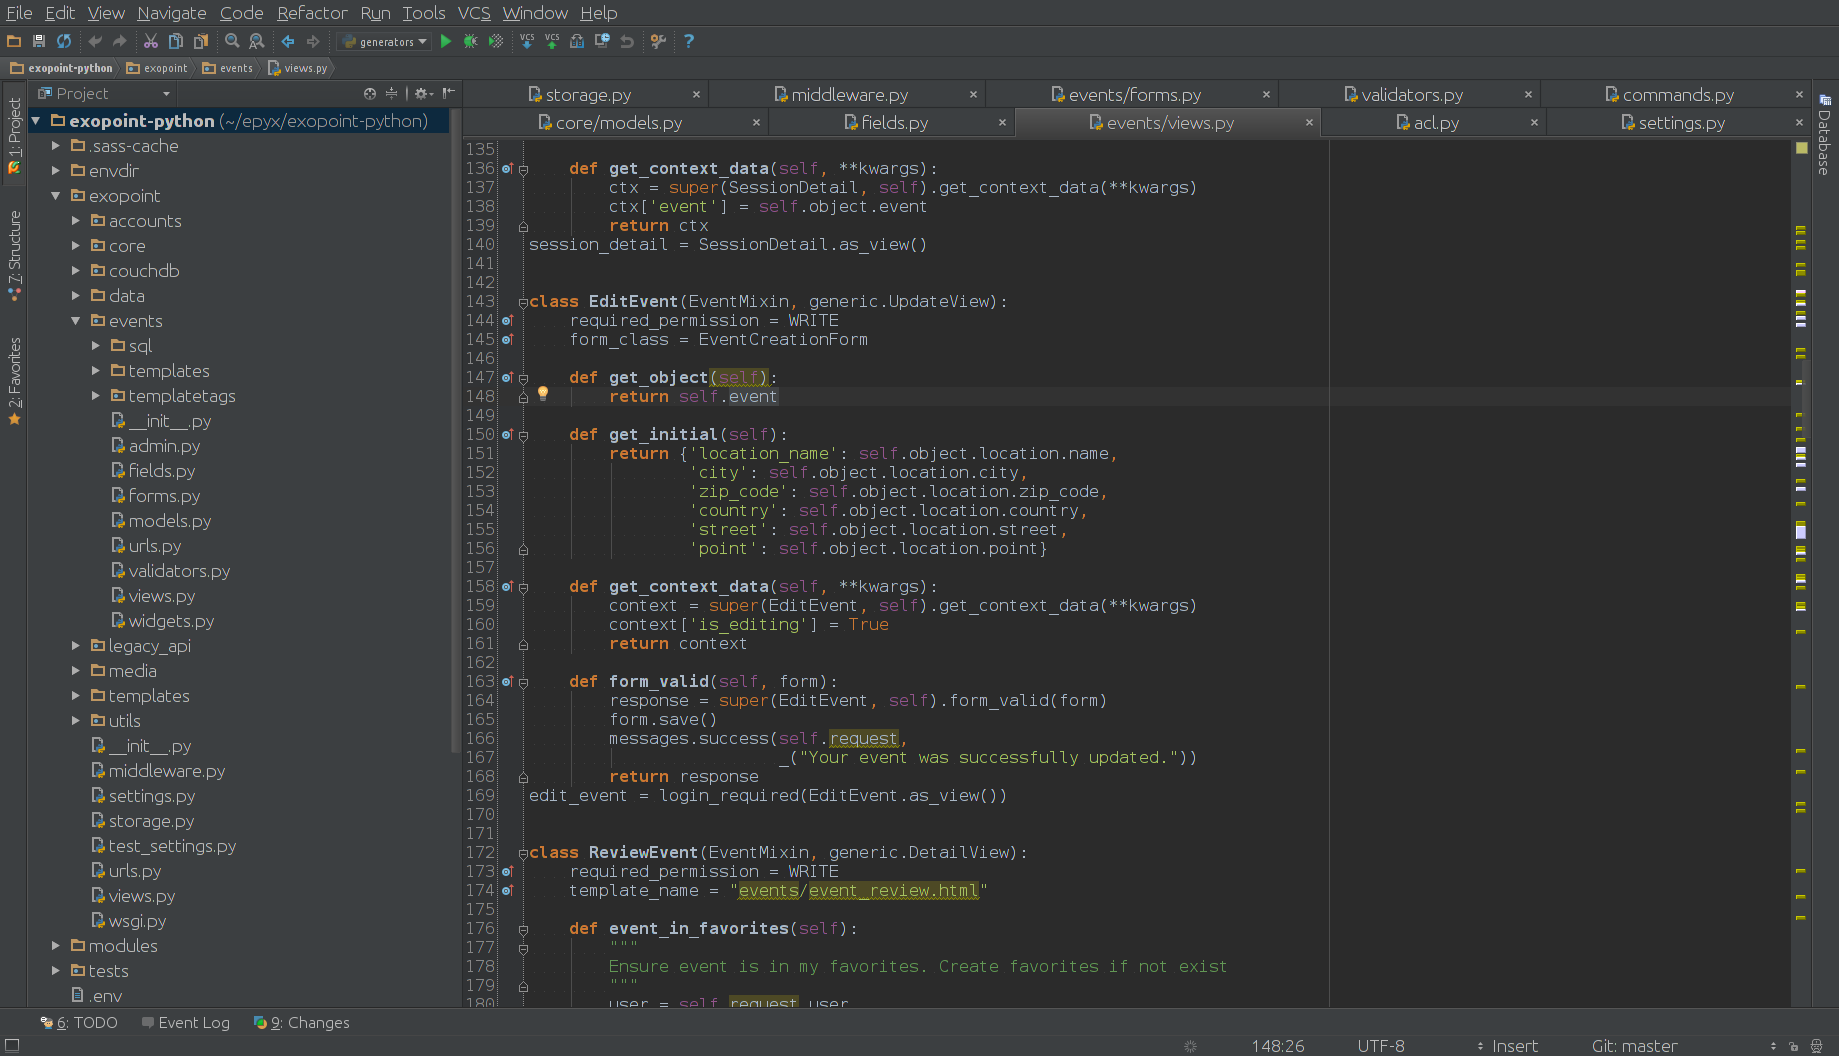 File Edit View Navigate Code Refactor Run Tools VCS Window Help
generators VCS VCS ?
exopoint-python exopoint events views.py
Project
storage.py middleware.py events/forms.py validators.py commands.py
core/models.py fields.py events/views.py acl.py settings.py
1: Project
7: Structure
2: Favorites
Database
exopoint-python (~/epyx/exopoint-python)
.sass-cache
envdir
exopoint
accounts
core
couchdb
data
events
sql
templates
templatetags
__init__.py
admin.py
fields.py
forms.py
models.py
urls.py
validators.py
views.py
widgets.py
legacy_api
media
templates
utils
__init__.py
middleware.py
settings.py
storage.py
test_settings.py
urls.py
views.py
wsgi.py
modules
tests
.env
135
136     def get_context_data(self, **kwargs):
137         ctx = super(SessionDetail, self).get_context_data(**kwargs)
138         ctx['event'] = self.object.event
139         return ctx
140 session_detail = SessionDetail.as_view()
141
142
143 class EditEvent(EventMixin, generic.UpdateView):
144     required_permission = WRITE
145     form_class = EventCreationForm
146
147     def get_object(self):
148         return self.event
149
150     def get_initial(self):
151         return {'location_name': self.object.location.name,
152                 'city': self.object.location.city,
153                 'zip_code': self.object.location.zip_code,
154                 'country': self.object.location.country,
155                 'street': self.object.location.street,
156                 'point': self.object.location.point}
157
158     def get_context_data(self, **kwargs):
159         context = super(EditEvent, self).get_context_data(**kwargs)
160         context['is_editing'] = True
161         return context
162
163     def form_valid(self, form):
164         response = super(EditEvent, self).form_valid(form)
165         form.save()
166         messages.success(self.request,
167                          _("Your event was successfully updated."))
168         return response
169 edit_event = login_required(EditEvent.as_view())
170
171
172 class ReviewEvent(EventMixin, generic.DetailView):
173     required_permission = WRITE
174     template_name = "events/event_review.html"
175
176     def event_in_favorites(self):
177         """
178         Ensure event is in my favorites. Create favorites if not exist
179         """
180         user = self.request.user
6: TODO Event Log 9: Changes
148:26 UTF-8 Insert Git: master